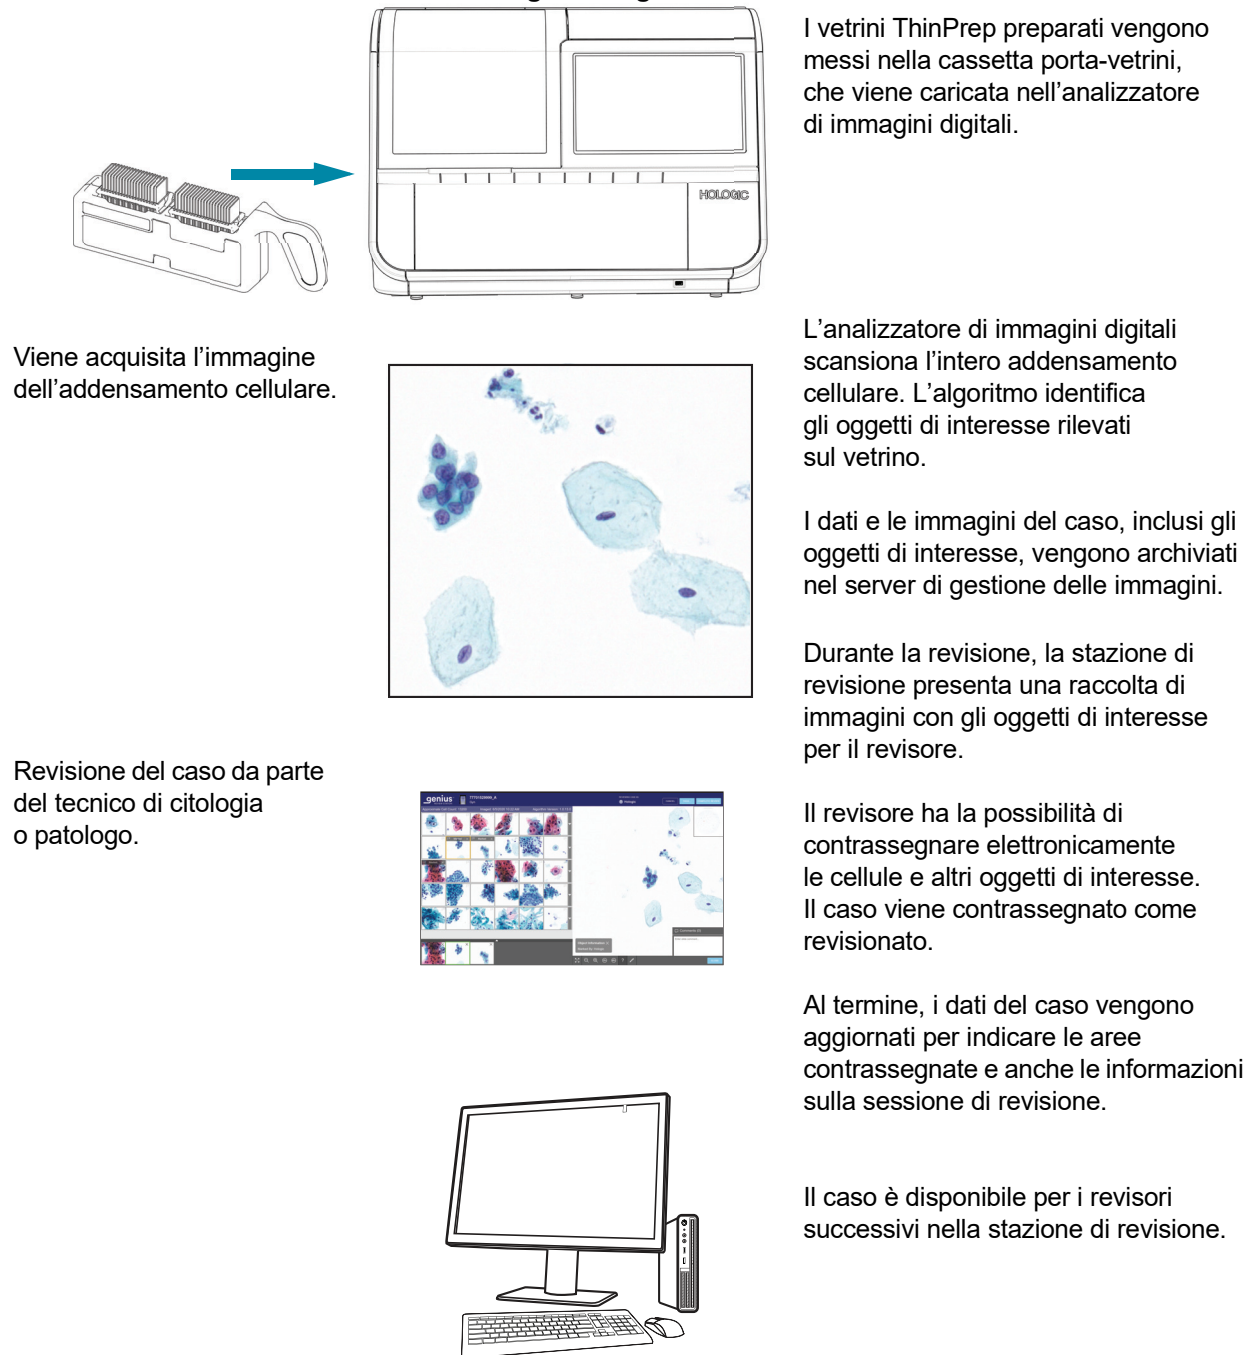 I vetrini ThinPrep preparati vengono
messi nella cassetta porta-vetrini,
che viene caricata nell’analizzatore
di immagini digitali.
HOLOGIC
Viene acquisita l’immagine
dell’addensamento cellulare.
L’analizzatore di immagini digitali
scansiona l’intero addensamento
cellulare. L’algoritmo identifica
gli oggetti di interesse rilevati
sul vetrino.
I dati e le immagini del caso, inclusi gli
oggetti di interesse, vengono archiviati
nel server di gestione delle immagini.
Durante la revisione, la stazione di
revisione presenta una raccolta di
immagini con gli oggetti di interesse
per il revisore.
Revisione del caso da parte
del tecnico di citologia
o patologo.
genius
Il revisore ha la possibilità di
contrassegnare elettronicamente
le cellule e altri oggetti di interesse.
Il caso viene contrassegnato come
revisionato.
Al termine, i dati del caso vengono
aggiornati per indicare le aree
contrassegnate e anche le informazioni
sulla sessione di revisione.
Il caso è disponibile per i revisori
successivi nella stazione di revisione.